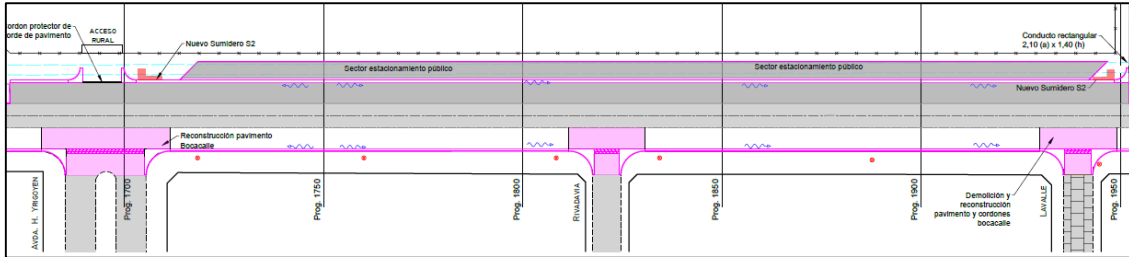 ordon protector de
orde de pavimento
ACCESO
RURAL
Nuevo Sumidero S2
Conducto rectangular
2,10 (a) x 1,40 (h)
Sector estacionamiento público
Sector estacionamiento público
Nuevo Sumidero S2
Reconstrucción pavimento
Bocacalle
Demolición y
reconstrucción
pavimento y cordones
bocacalle
AVDA. H. YRIGOYEN
Prog. 1700
Prog. 1750
Prog. 1800
RIVADAVIA
Prog. 1850
Prog. 1900
LAVALLE
Prog. 1950